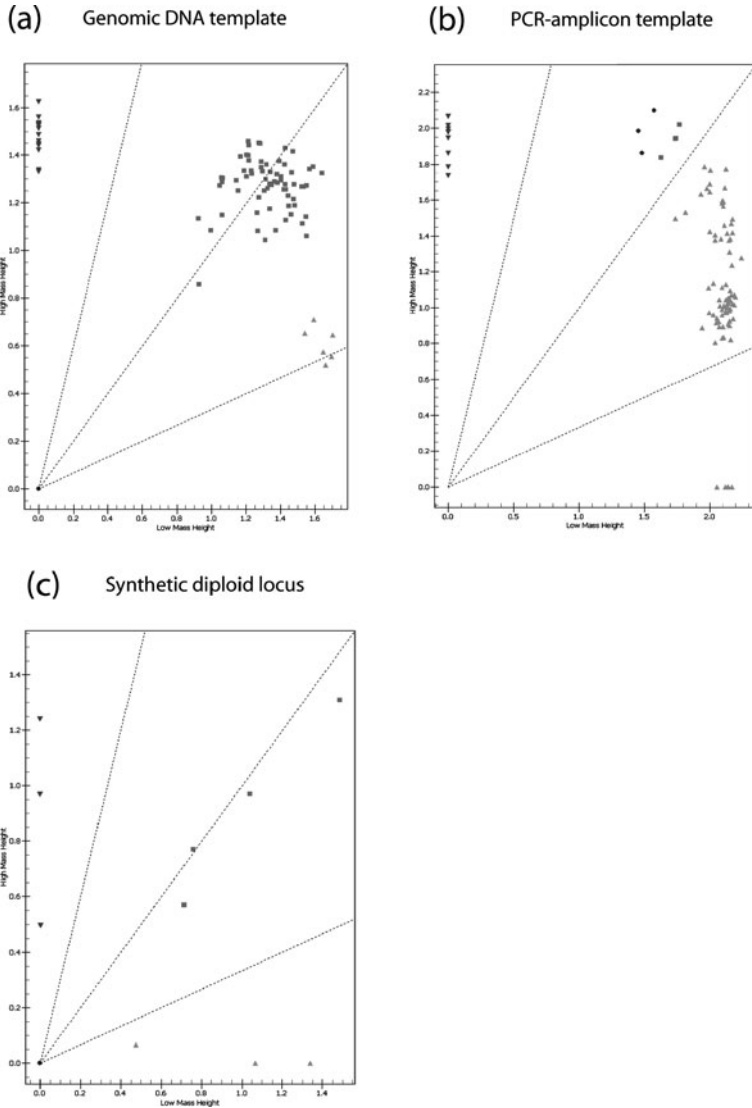 (a) Genomic DNA template
1.6
1.4
1.2
1.0
0.8
0.6
0.4
0.2
0.0
High Mass Height
0.0 0.2 0.4 0.6 0.8 1.0 1.2 1.4 1.6
Low Mass Height
(b) PCR-amplicon template
2.2
2.0
1.8
1.6
1.4
1.2
1.0
0.8
0.6
0.4
0.2
0.0
High Mass Height
0.0 0.5 1.0 1.5 2.0
Low Mass Height
(c) Synthetic diploid locus
1.4
1.2
1.0
0.8
0.6
0.4
0.2
0.0
High Mass Height
0.0 0.2 0.4 0.6 0.8 1.0 1.2 1.4
Low Mass Height